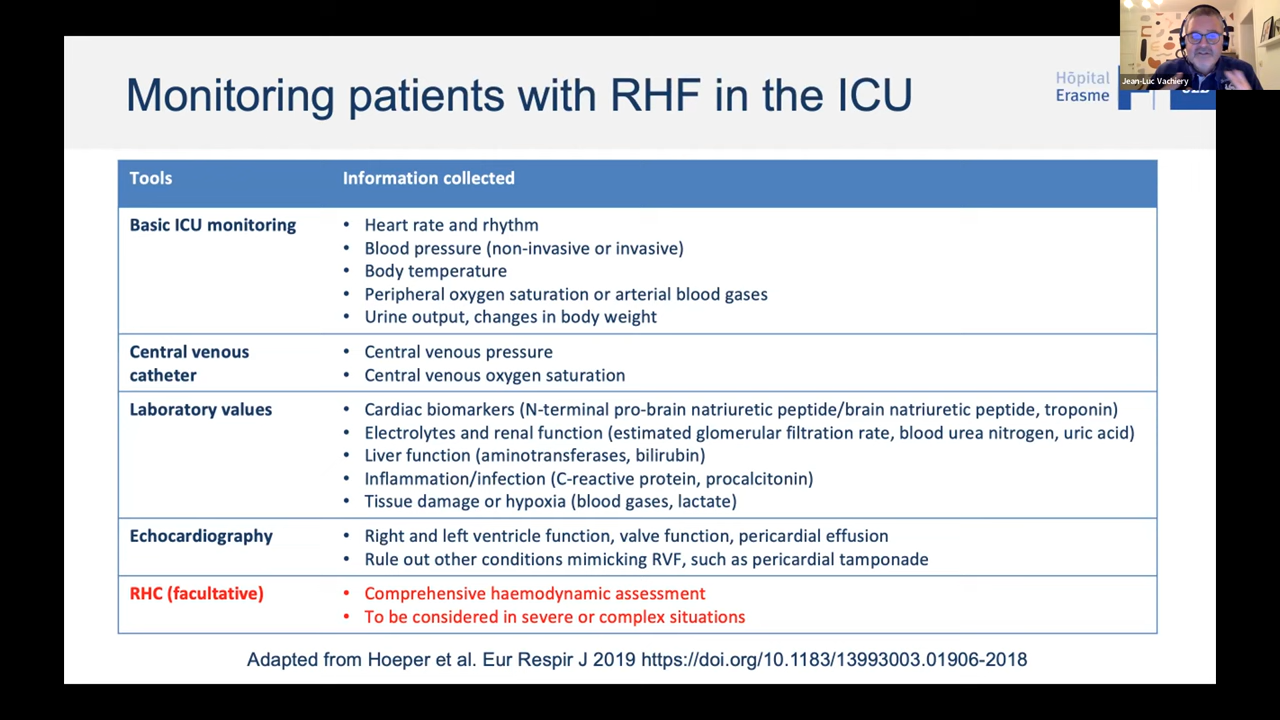 Jean-Luc Vachiery
Monitoring patients with RHF in the ICU
Hôpital
Erasme
Tools Information collected
Basic ICU monitoring • Heart rate and rhythm
• Blood pressure (non-invasive or invasive)
• Body temperature
• Peripheral oxygen saturation or arterial blood gases
• Urine output, changes in body weight
Central venous • Central venous pressure
catheter • Central venous oxygen saturation
Laboratory values • Cardiac biomarkers (N-terminal pro-brain natriuretic peptide/brain natriuretic peptide, troponin)
• Electrolytes and renal function (estimated glomerular filtration rate, blood urea nitrogen, uric acid)
• Liver function (aminotransferases, bilirubin)
• Inflammation/infection (C-reactive protein, procalcitonin)
• Tissue damage or hypoxia (blood gases, lactate)
Echocardiography • Right and left ventricle function, valve function, pericardial effusion
• Rule out other conditions mimicking RVF, such as pericardial tamponade
RHC (facultative) • Comprehensive haemodynamic assessment
• To be considered in severe or complex situations
Adapted from Hoeper et al. Eur Respir J 2019 https://doi.org/10.1183/13993003.01906-2018